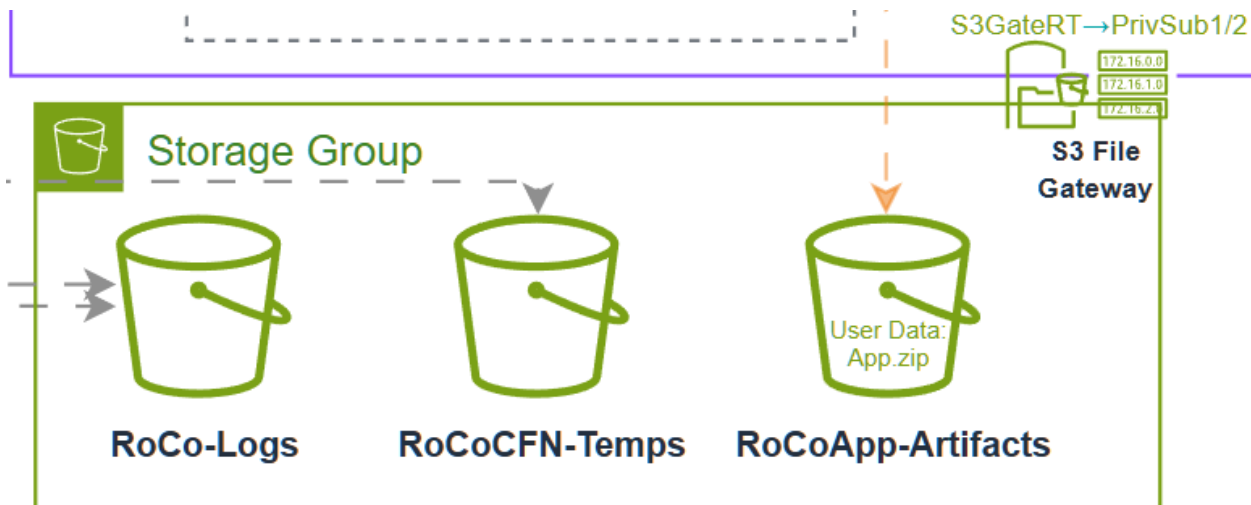 S3GateRT→PrivSub1/2
172.16.0.0
172.16.1.0
172.16.2.0
S3 File
Gateway
Storage Group
User Data:
App.zip
RoCo-Logs
RoCoCFN-Temps
RoCoApp-Artifacts